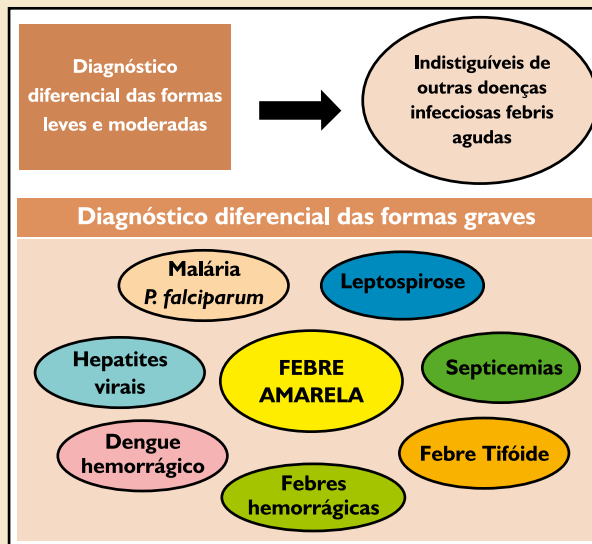 Diagnóstico
diferencial das formas
leves e moderadas
Indistiguíveis de
outras doenças
infecciosas febris
agudas
Diagnóstico diferencial das formas graves
Malária
P. falciparum
Leptospirose
Hepatites
virais
FEBRE
AMARELA
Septicemias
Dengue
hemorrágico
Febre Tifóide
Febres
hemorrágicas